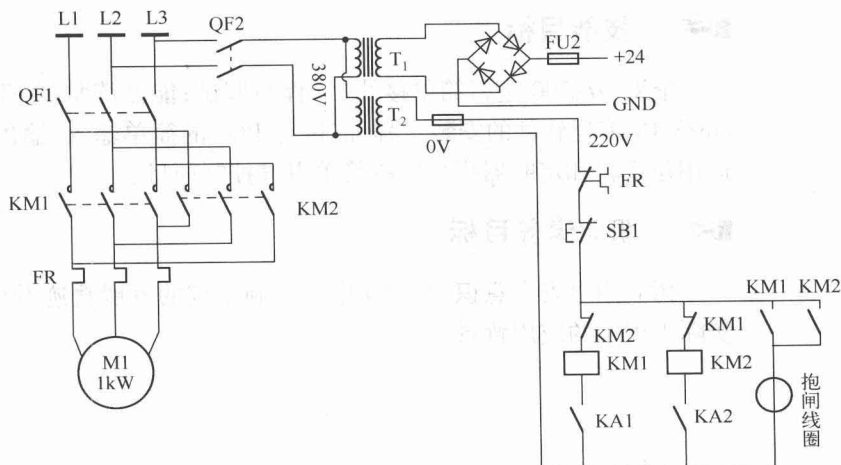 L1 L2 L3
QF2
QF1
380V
T1
T2
FU2
+24
GND
0V
220V
FR
SB1
KM1
KM2
FR
M1
1kW
KM1 KM2
KM2
KM1
KM1
KM2
KA1
KA2
抱闸线圈